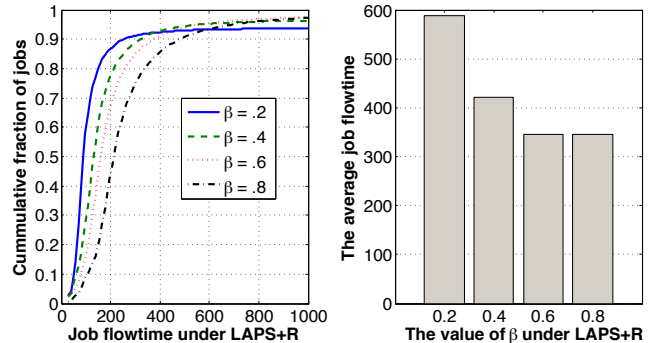 Cummulative fraction of jobs
1
0.9
0.8
0.7
0.6
0.5
0.4
0.3
0.2
0.1
0
0 200 400 600 800 1000
Job flowtime under LAPS+R
β = .2
β = .4
β = .6
β = .8
The average job flowtime
600
500
400
300
200
100
0
0.2 0.4 0.6 0.8
The value of β under LAPS+R